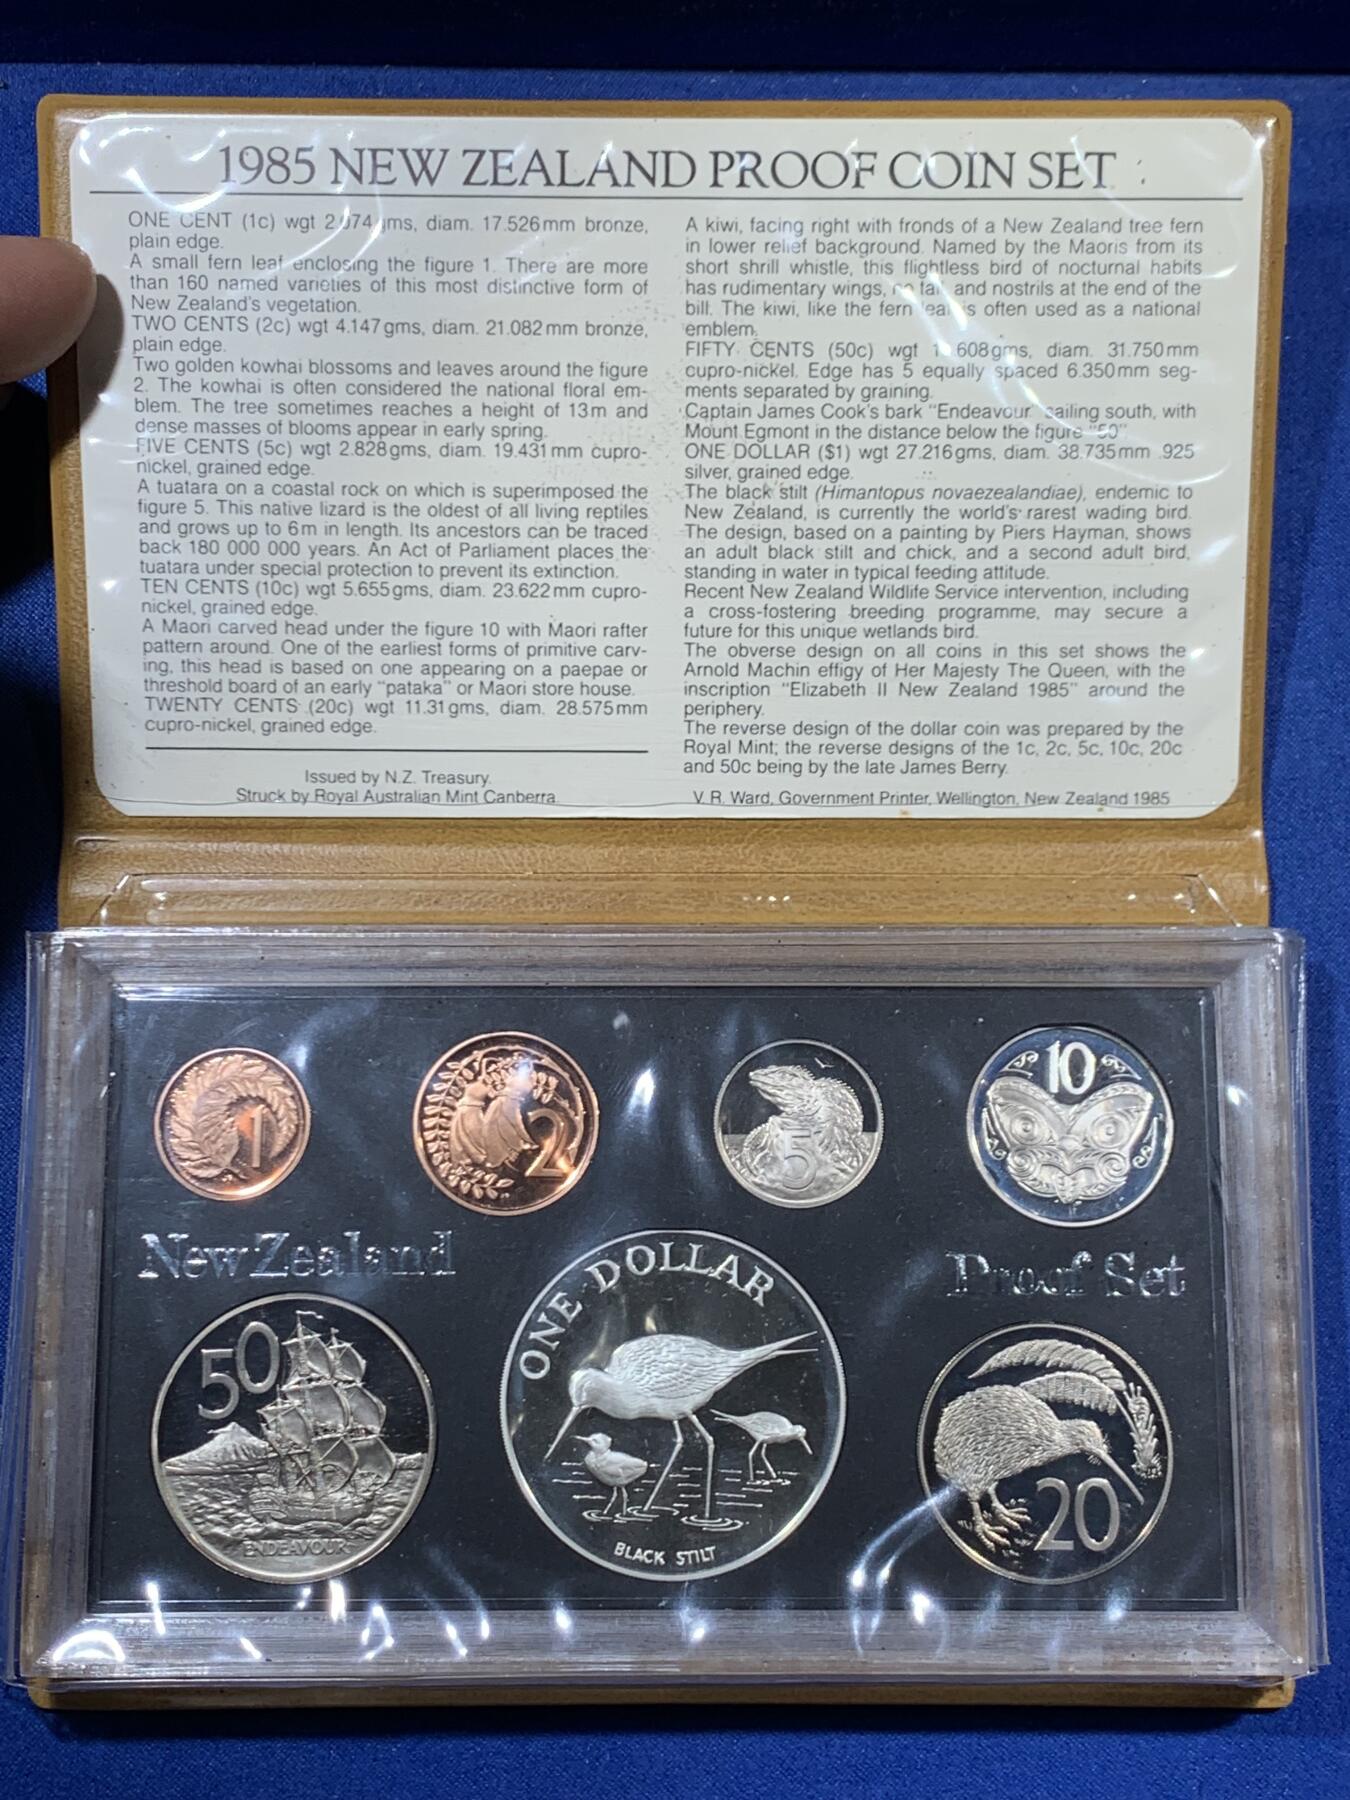 1985 NEW ZEALAND PROOF COIN SET
ONE CENT (1c) wgt 2.074 gms, diam. 17.526mm bronze,
plain edge.
A small fern leaf enclosing the figure 1. There are more
than 160 named varieties of this most distinctive form of
New Zealand's vegetation.
TWO CENTS (2c) wgt 4.147gms, diam. 21.082mm bronze,
plain edge.
Two golden kowhai blossoms and leaves around the figure
2. The kowhai is often considered the national floral em-
blem. The tree sometimes reaches a height of 13m and
dense masses of blooms appear in early spring.
FIVE CENTS (5c) wgt 2.828gms, diam. 19.431mm cupro-
nickel, grained edge.
A tuatara on a coastal rock on which is superimposed the
figure 5. This native lizard is the oldest of all living reptiles
and grows up to 6m in length. Its ancestors can be traced
back 180 000 000 years. An Act of Parliament places the
tuatara under special protection to prevent its extinction.
TEN CENTS (10c) wgt 5.655gms, diam. 23.622mm cupro-
nickel, grained edge.
A Maori carved head under the figure 10 with Maori rafter
pattern around. One of the earliest forms of primitive carv-
ing, this head is based on one appearing on a paepae or
threshold board of an early "pataka" or Maori store house.
TWENTY CENTS (20c) wgt 11.31gms, diam. 28.575mm
cupro-nickel, grained edge.
Issued by N.Z. Treasury.
Struck by Royal Australian Mint Canberra.
A kiwi, facing right with fronds of a New Zealand tree fern
in lower relief background. Named by the Maoris from its
short shrill whistle, this flightless bird of nocturnal habits
has rudimentary wings, no tail, and nostrils at the end of the
bill. The kiwi, like the fern leaf is often used as a national
emblem.
FIFTY CENTS (50c) wgt diam. 31.750mm
cupro-nickel. Edge has 5 equally spaced 6.350mm seg-
ments separated by graining.
Captain James Cook's bark "Endeavour" sailing south, with
Mount Egmont in the distance below the figure "50"
ONE DOLLAR ($1) wgt 27.216gms, diam. 38.735mm .925
silver, grained edge.
The black stilt (Himantopus novaezealandiae), endemic to
New Zealand, is currently the world's rarest wading bird.
The design, based on a painting by Piers Hayman, shows
an adult black stilt and chick, and a second adult bird,
standing in water in typical feeding attitude.
Recent New Zealand Wildlife Service intervention, including
a cross-fostering breeding programme, may secure a
future for this unique wetlands bird.
The obverse design on all coins in this set shows the
Arnold Machin effigy of Her Majesty The Queen, with the
inscription "Elizabeth II New Zealand 1985" around the
periphery.
The reverse design of the dollar coin was prepared by the
Royal Mint; the reverse designs of the 1c, 2c, 5c, 10c, 20c
and 50c being by the late James Berry.
V. R. Ward, Government Printer, Wellington, New Zealand 1985
1
2
5
10
New Zealand
Proof Set
50
ENDEAVOUR
ONE DOLLAR
BLACK STILT
20